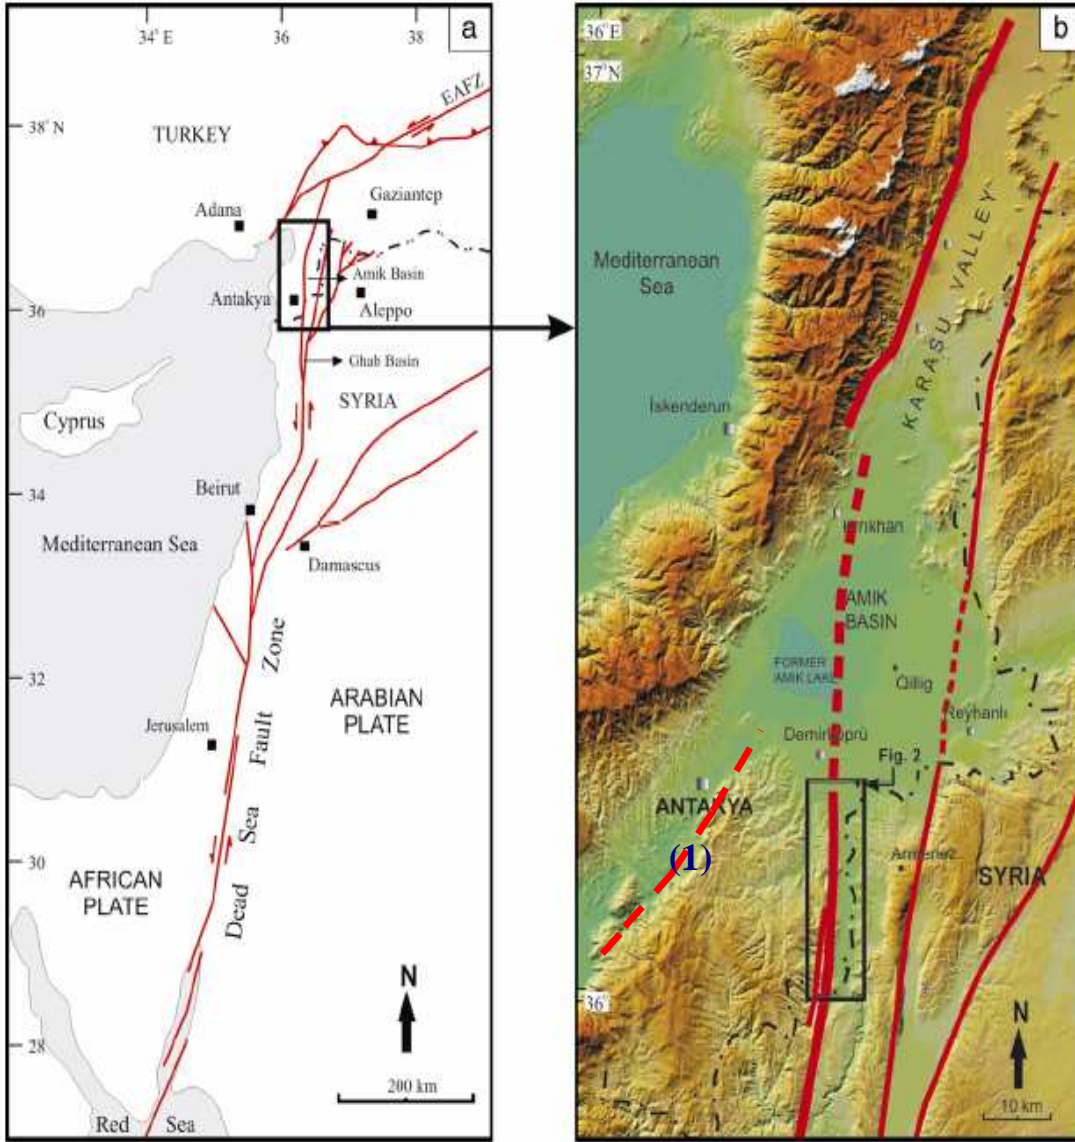 34° E
36
38
a
38° N
TURKEY
EAFZ
Gaziantep
Adana
Amik Basin
Antakya
36
Aleppo
Ghab Basin
SYRIA
Cyprus
34
Beirut
Mediterranean Sea
Damascus
32
Jerusalem
ARABIAN
PLATE
Dead Sea Fault Zone
30
AFRICAN
PLATE
28
N
200 km
Red Sea
36° E
b
37° N
Mediterranean
Sea
KARASU VALLEY
İskenderun
Kırıkhan
AMIK
BASIN
FORMER
AMIK LAKE
Qillig
Reyhanlı
Demirköprü
Fig. 2
ANTAKYA
(1)
Armenez
SYRIA
36°
N
10 km